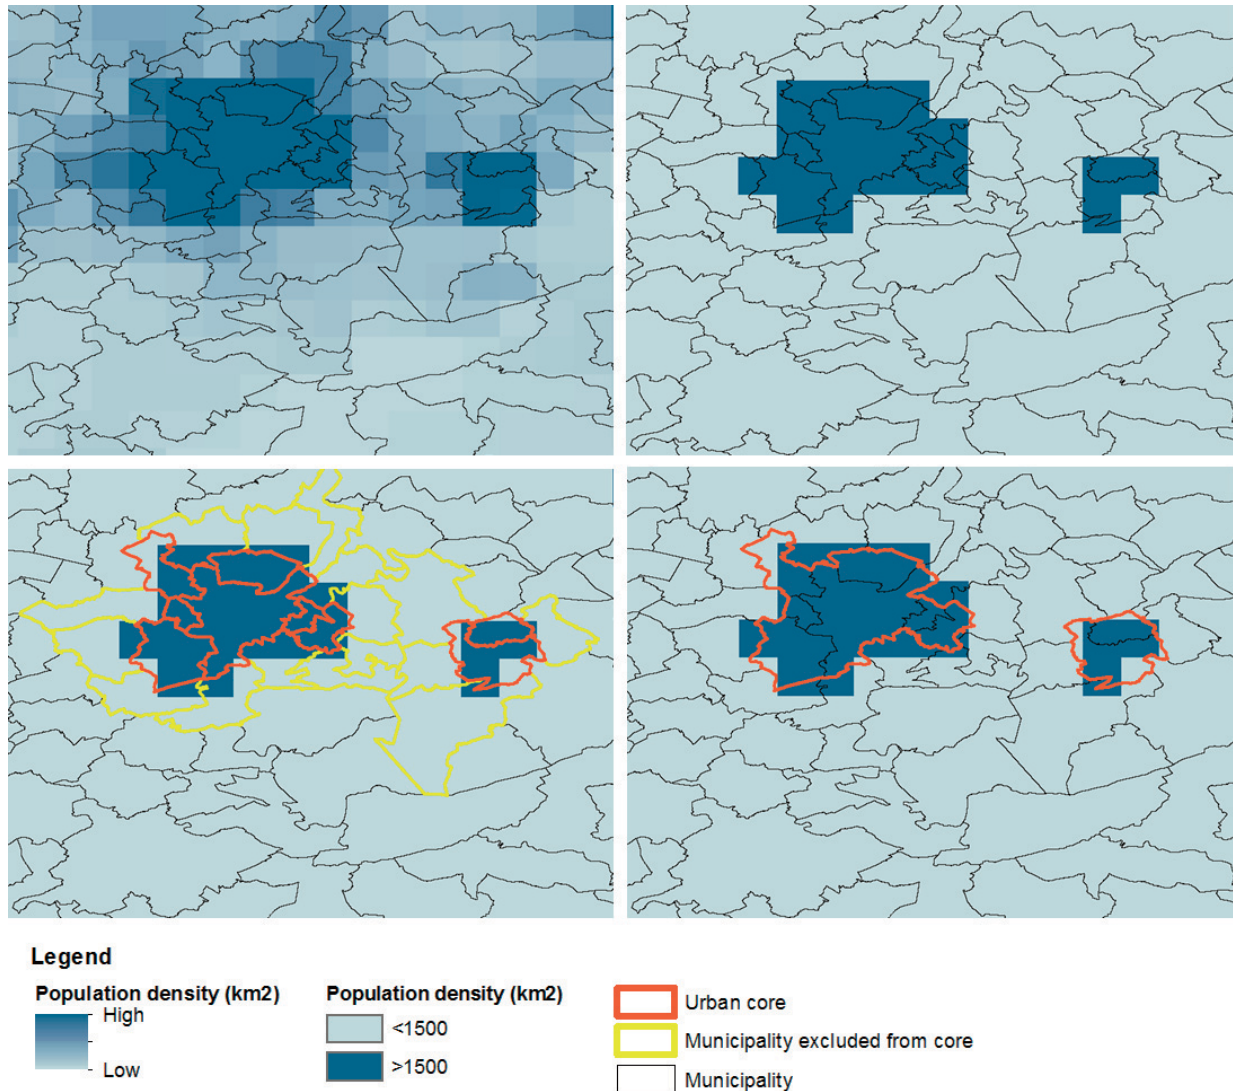 Legend
Population density (km2)
High
Low
Population density (km2)
<1500
>1500
Urban core
Municipality excluded from core
Municipality